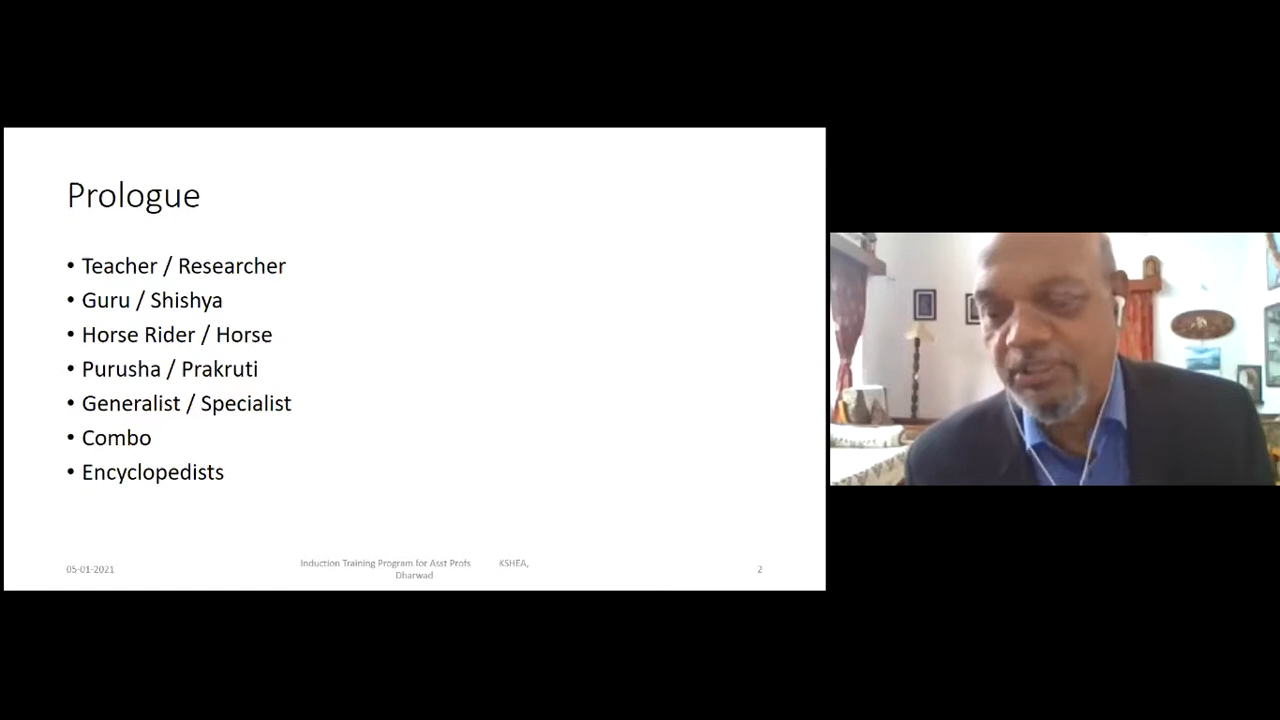 Prologue
• Teacher / Researcher
• Guru / Shishya
• Horse Rider / Horse
• Purusha / Prakruti
• Generalist / Specialist
• Combo
• Encyclopedists
05-01-2021
Induction Training Program for Asst Profs KSHEA,
Dharwad
2